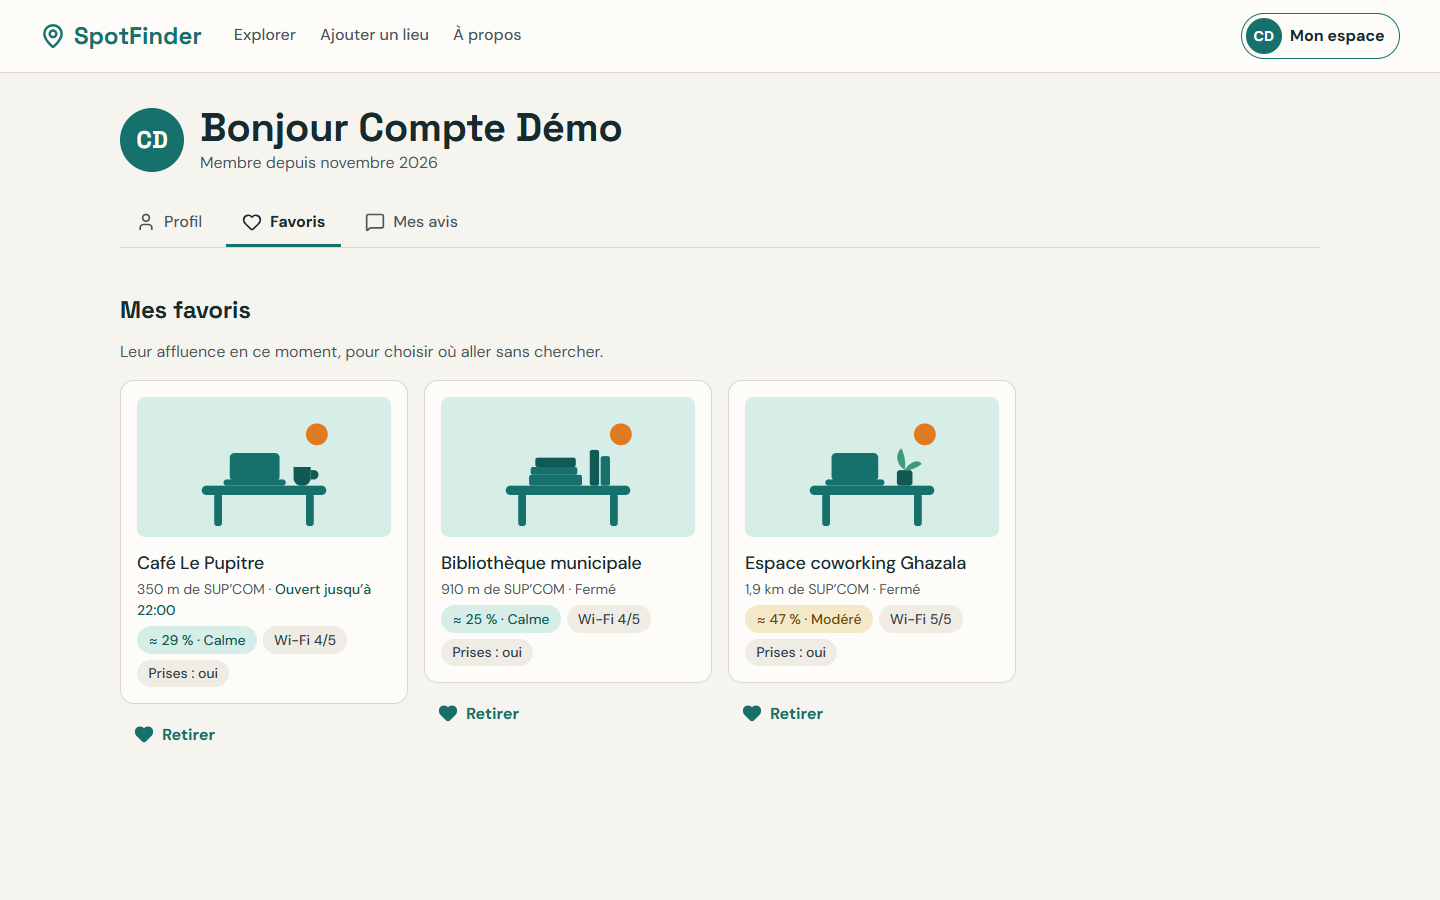 SpotFinder
Explorer
Ajouter un lieu
À propos
CD
Mon espace
CD
Bonjour Compte Démo
Membre depuis novembre 2026
Profil
Favoris
Mes avis
Mes favoris
Leur affluence en ce moment, pour choisir où aller sans chercher.
Café Le Pupitre
350 m de SUP’COM · Ouvert jusqu’à
22:00
≈ 29 % · Calme
Wi-Fi 4/5
Prises : oui
Retirer
Bibliothèque municipale
910 m de SUP’COM · Fermé
≈ 25 % · Calme
Wi-Fi 4/5
Prises : oui
Retirer
Espace coworking Ghazala
1,9 km de SUP’COM · Fermé
≈ 47 % · Modéré
Wi-Fi 5/5
Prises : oui
Retirer